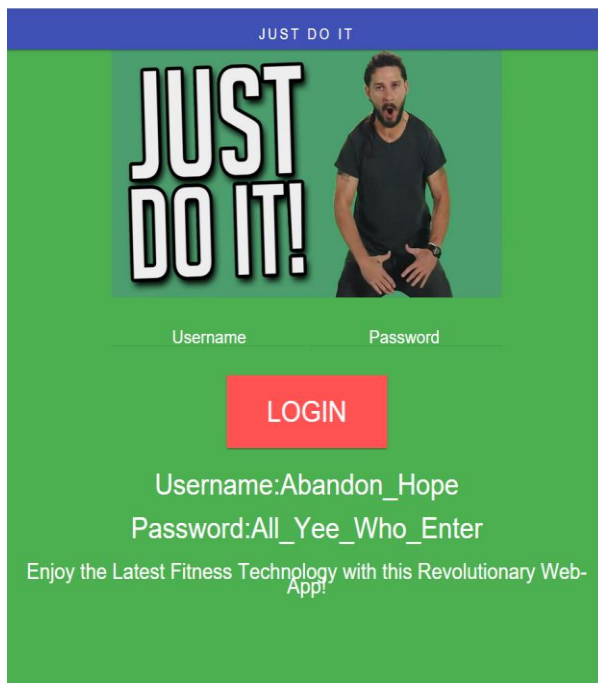 JUST DO IT
JUST
DO IT!
Username Password
LOGIN
Username:Abandon_Hope
Password:All_Yee_Who_Enter
Enjoy the Latest Fitness Technology with this Revolutionary Web-
App!